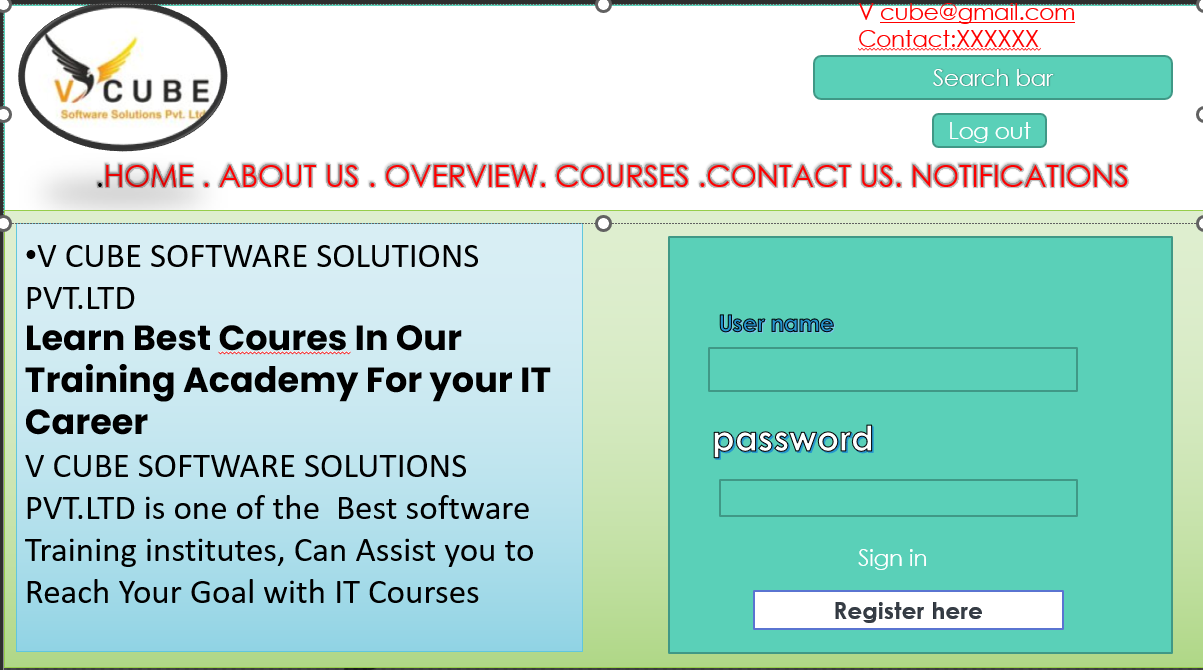 V CUBE
Software Solutions Pvt. Ltd
V cube@gmail.com
Contact:XXXXXX
Search bar
Log out
.HOME . ABOUT US . OVERVIEW. COURSES .CONTACT US. NOTIFICATIONS
•V CUBE SOFTWARE SOLUTIONS
PVT.LTD
Learn Best Coures In Our
Training Academy For your IT
Career
V CUBE SOFTWARE SOLUTIONS
PVT.LTD is one of the  Best software
Training institutes, Can Assist you to
Reach Your Goal with IT Courses
User name
password
Sign in
Register here